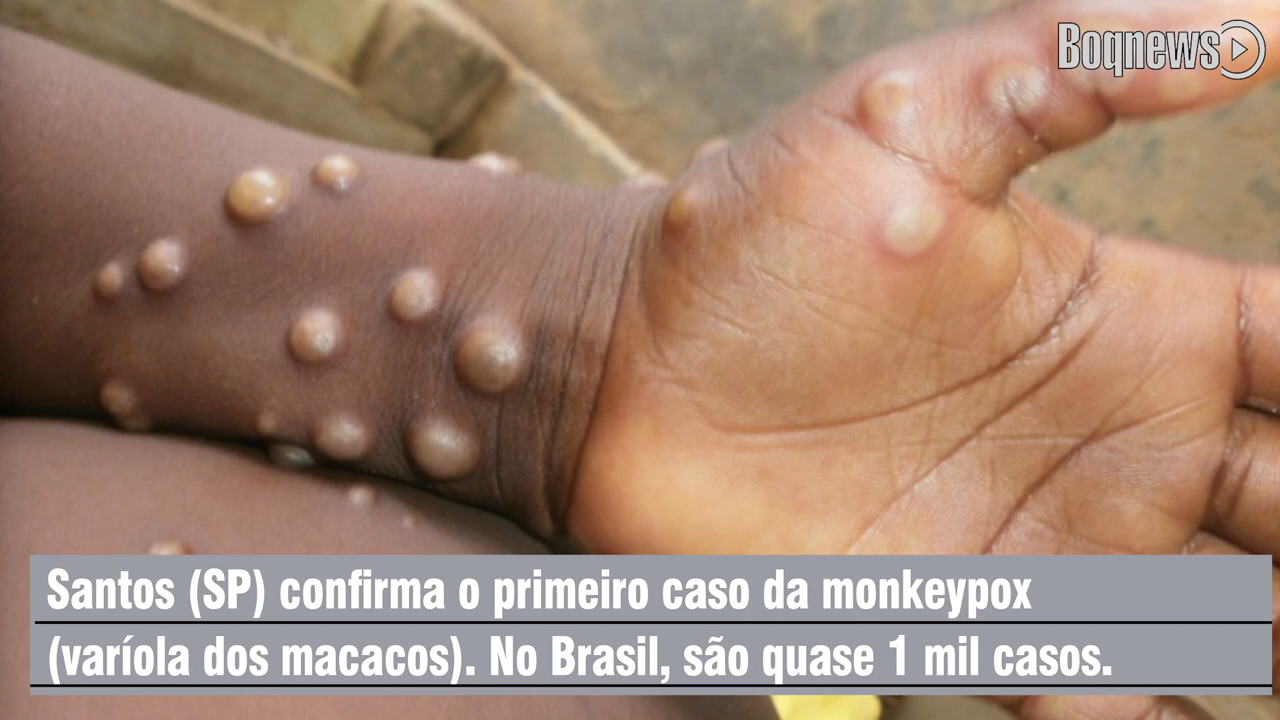 Boqnews
Santos (SP) confirma o primeiro caso da monkeypox
(varíola dos macacos). No Brasil, são quase 1 mil casos.